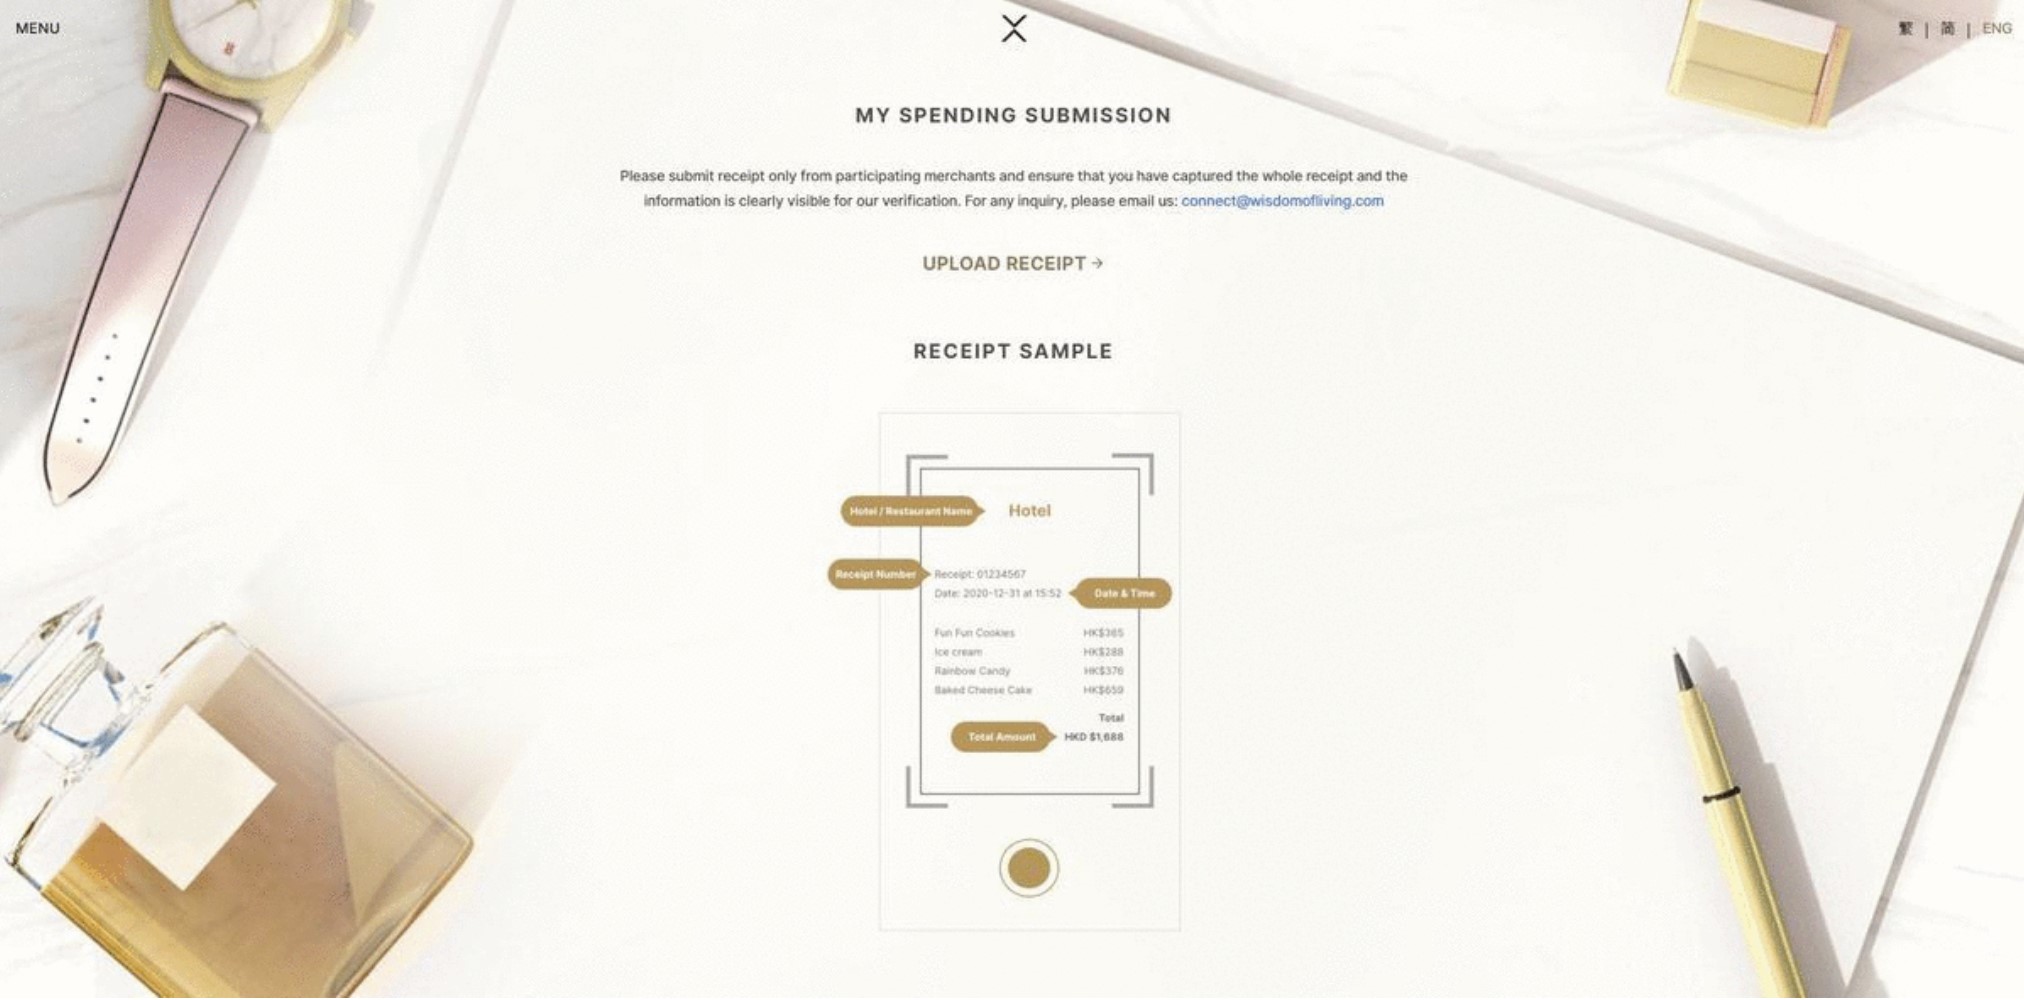 MENU
繁 | 简 | ENG
MY SPENDING SUBMISSION
Please submit receipt only from participating merchants and ensure that you have captured the whole receipt and the
information is clearly visible for our verification. For any inquiry, please email us: connect@wisdomofliving.com
UPLOAD RECEIPT →
RECEIPT SAMPLE
Hotel / Restaurant Name
Hotel
Receipt Number
Receipt: 01234567
Date: 2020-12-31 at 15:52
Date & Time
Fun Fun Cookies HK$365
Ice cream HK$288
Rainbow Candy HK$376
Baked Cheese Cake HK$659
Total
Total Amount
HKD $1,688